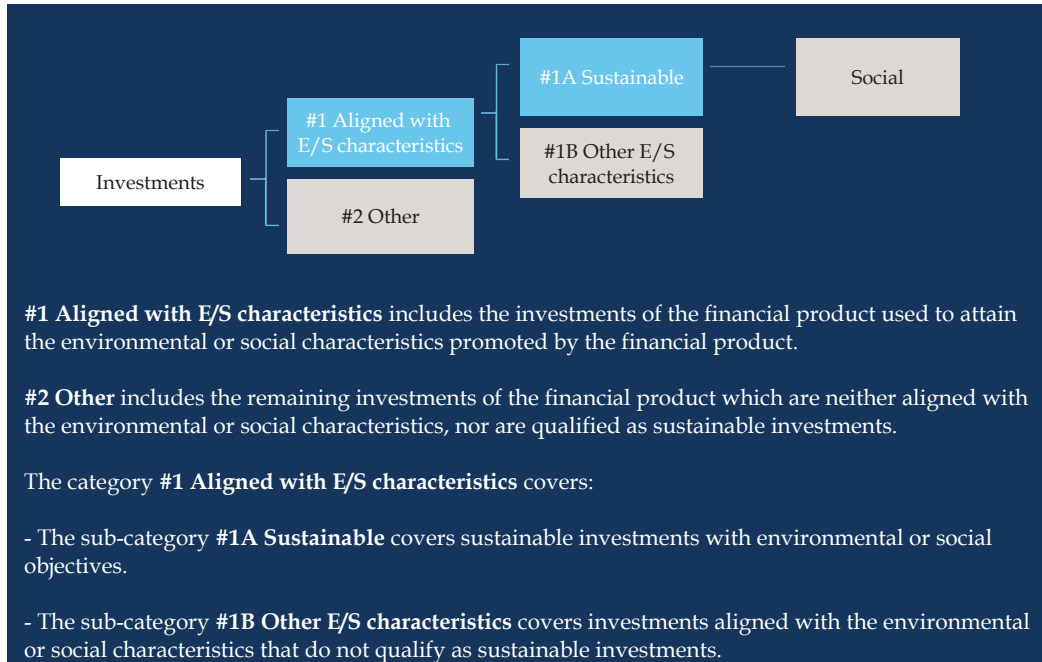 #1A Sustainable
Social
#1 Aligned with
E/S characteristics
#1B Other E/S
characteristics
Investments
#2 Other
#1 Aligned with E/S characteristics includes the investments of the financial product used to attain
the environmental or social characteristics promoted by the financial product.
#2 Other includes the remaining investments of the financial product which are neither aligned with
the environmental or social characteristics, nor are qualified as sustainable investments.
The category #1 Aligned with E/S characteristics covers:
- The sub-category #1A Sustainable covers sustainable investments with environmental or social
objectives.
- The sub-category #1B Other E/S characteristics covers investments aligned with the environmental
or social characteristics that do not qualify as sustainable investments.